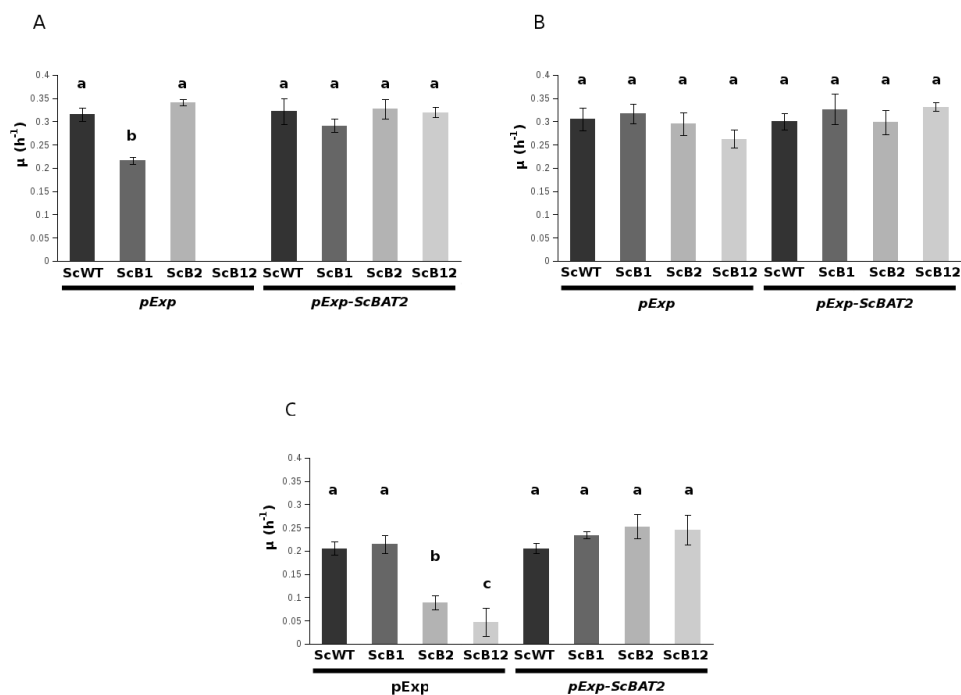 A
a a a a a a a
b
0.4
0.35
0.3
0.25
0.2
0.15
0.1
0.05
0
μ (h⁻¹)
ScWT ScB1 ScB2 ScB12 ScWT ScB1 ScB2 ScB12
pExp pExp-ScBAT2
B
a a a a a a a a
0.4
0.35
0.3
0.25
0.2
0.15
0.1
0.05
0
μ (h⁻¹)
ScWT ScB1 ScB2 ScB12 ScWT ScB1 ScB2 ScB12
pExp pExp-ScBAT2
C
a a a a a a
b
c
0.4
0.35
0.3
0.25
0.2
0.15
0.1
0.05
0
μ (h⁻¹)
ScWT ScB1 ScB2 ScB12 ScWT ScB1 ScB2 ScB12
pExp pExp-ScBAT2